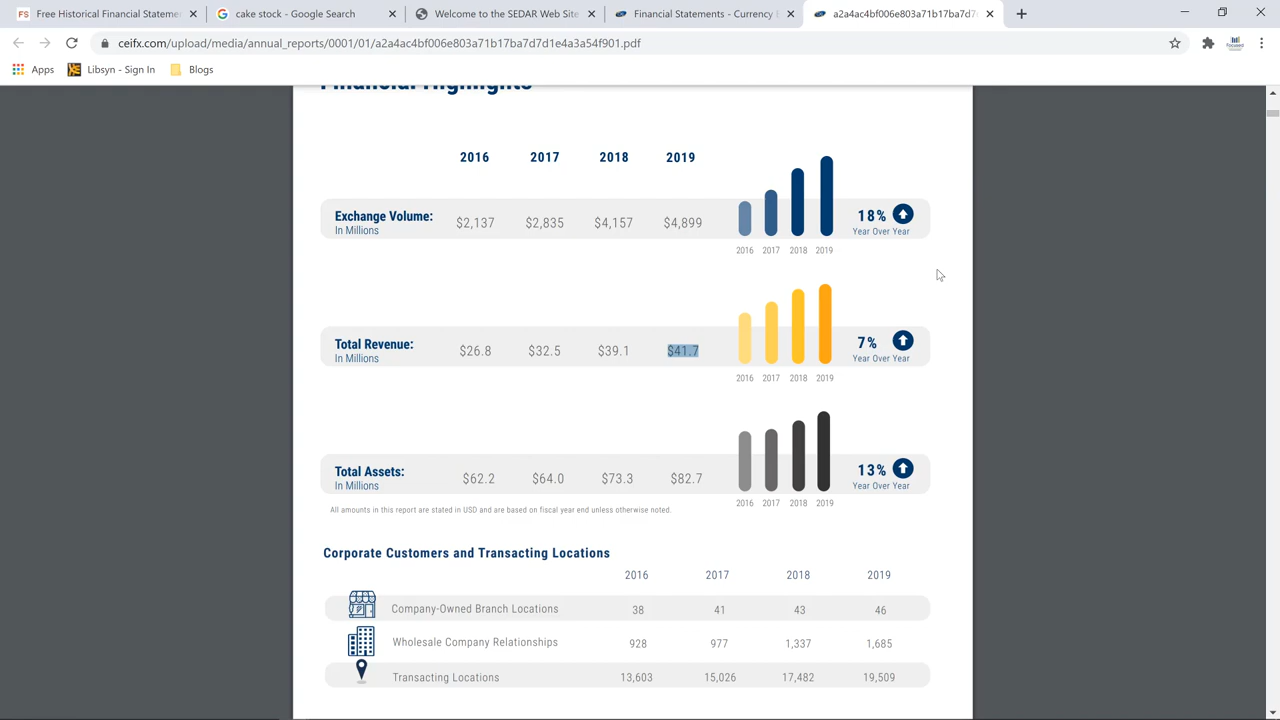 Free Historical Financial Statemen
cake stock - Google Search
Welcome to the SEDAR Web Site
Financial Statements - Currency E
a2a4ac4bf006e803a71b17ba7d7
ceifx.com/upload/media/annual_reports/0001/01/a2a4ac4bf006e803a71b17ba7d7d1e4a3a54f901.pdf
Apps
Libsyn - Sign In
Blogs
Financial Highlights
2016 2017 2018 2019
Exchange Volume: $2,137 $2,835 $4,157 $4,899 18%
In Millions Year Over Year
2016 2017 2018 2019
Total Revenue: $26.8 $32.5 $39.1 $41.7 7%
In Millions Year Over Year
2016 2017 2018 2019
Total Assets: $62.2 $64.0 $73.3 $82.7 13%
In Millions Year Over Year
2016 2017 2018 2019
All amounts in this report are stated in USD and are based on fiscal year end unless otherwise noted.
Corporate Customers and Transacting Locations
2016 2017 2018 2019
Company-Owned Branch Locations 38 41 43 46
Wholesale Company Relationships 928 977 1,337 1,685
Transacting Locations 13,603 15,026 17,482 19,509